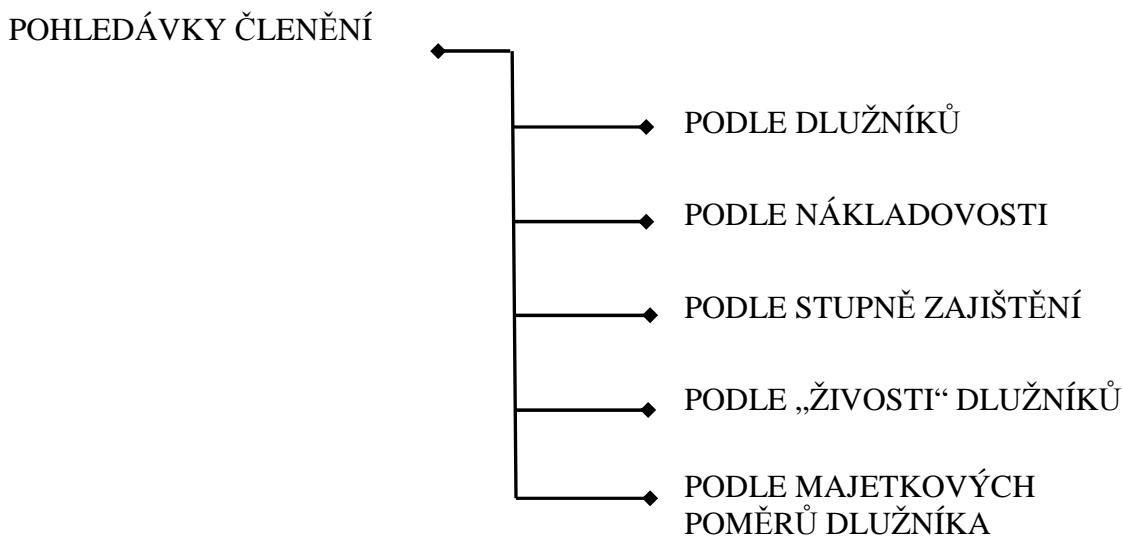 POHLEDÁVKY ČLENĚNÍ
PODLE DLUŽNÍKŮ
PODLE NÁKLADOVOSTI
PODLE STUPNĚ ZAJIŠTĚNÍ
PODLE „ŽIVOSTI“ DLUŽNÍKŮ
PODLE MAJETKOVÝCH
POMĚRŮ DLUŽNÍKA